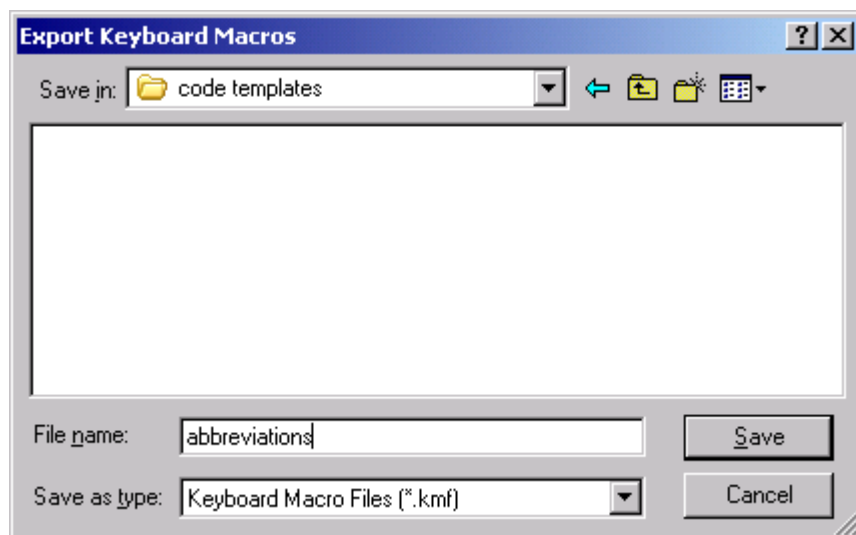 Export Keyboard Macros
Save in: code templates
File name: abbreviations Save
Save as type: Keyboard Macro Files (*.kmf) Cancel